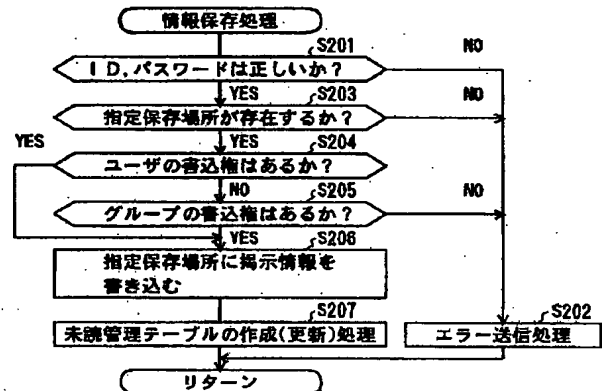 情報保存処理
S201
NO
ID,パスワードは正しいか?
YES
S203
NO
指定保存場所が存在するか?
YES
YES
S204
ユーザの書込権はあるか?
NO
S205
NO
グループの書込権はあるか?
YES
S206
指定保存場所に掲示情報を
書き込む
S207
S202
未読管理テーブルの作成(更新)処理
エラー送信処理
リターン